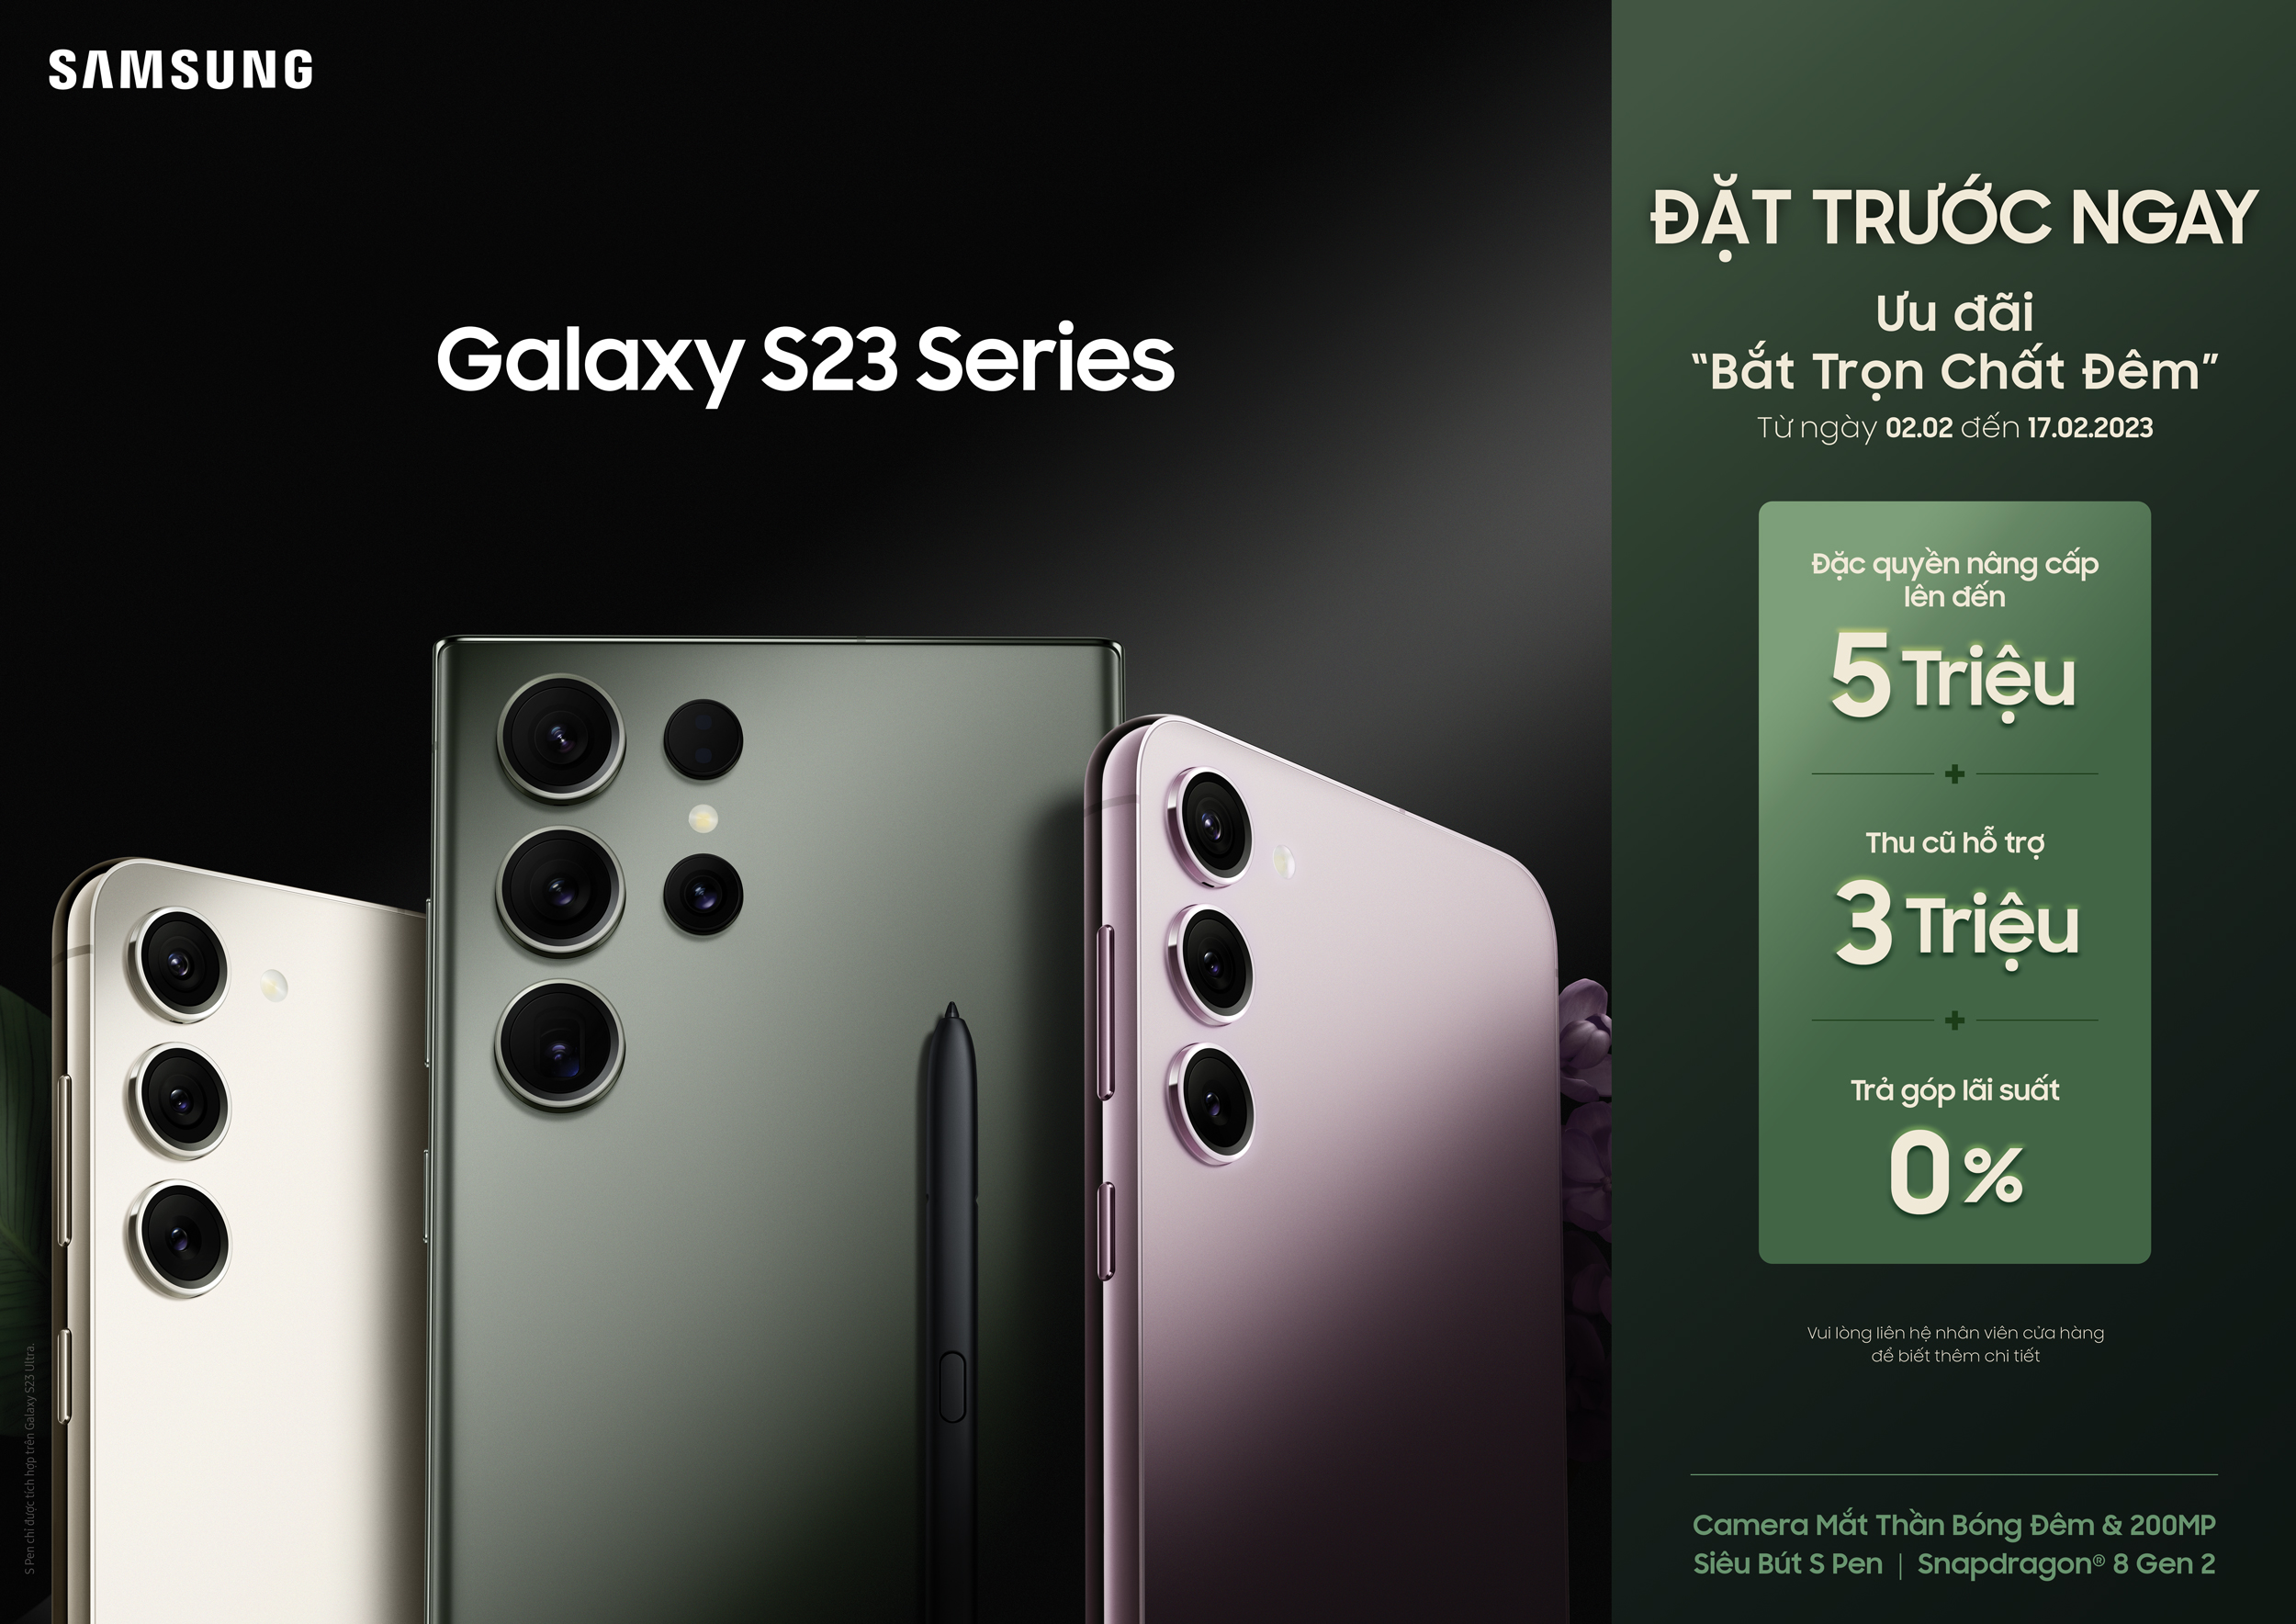 SAMSUNG
Galaxy S23 Series
S Pen chỉ được tích hợp trên Galaxy S23 Ultra.
ĐẶT TRƯỚC NGAY
Ưu đãi
“Bắt Trọn Chất Đêm”
Từ ngày 02.02 đến 17.02.2023
Đặc quyền nâng cấp
lên đến
5 Triệu
+
Thu cũ hỗ trợ
3 Triệu
+
Trả góp lãi suất
0%
Vui lòng liên hệ nhân viên cửa hàng
để biết thêm chi tiết
Camera Mắt Thần Bóng Đêm & 200MP
Siêu Bút S Pen | Snapdragon® 8 Gen 2